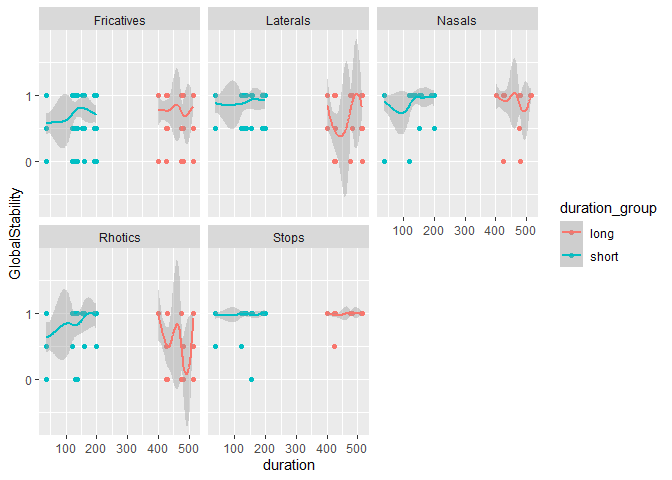 Fricatives Laterals Nasals
1
0
100 200 300 400 500
Rhotics Stops
1
0
100 200 300 400 500 100 200 300 400 500
duration
GlobalStability
duration_group
long
short